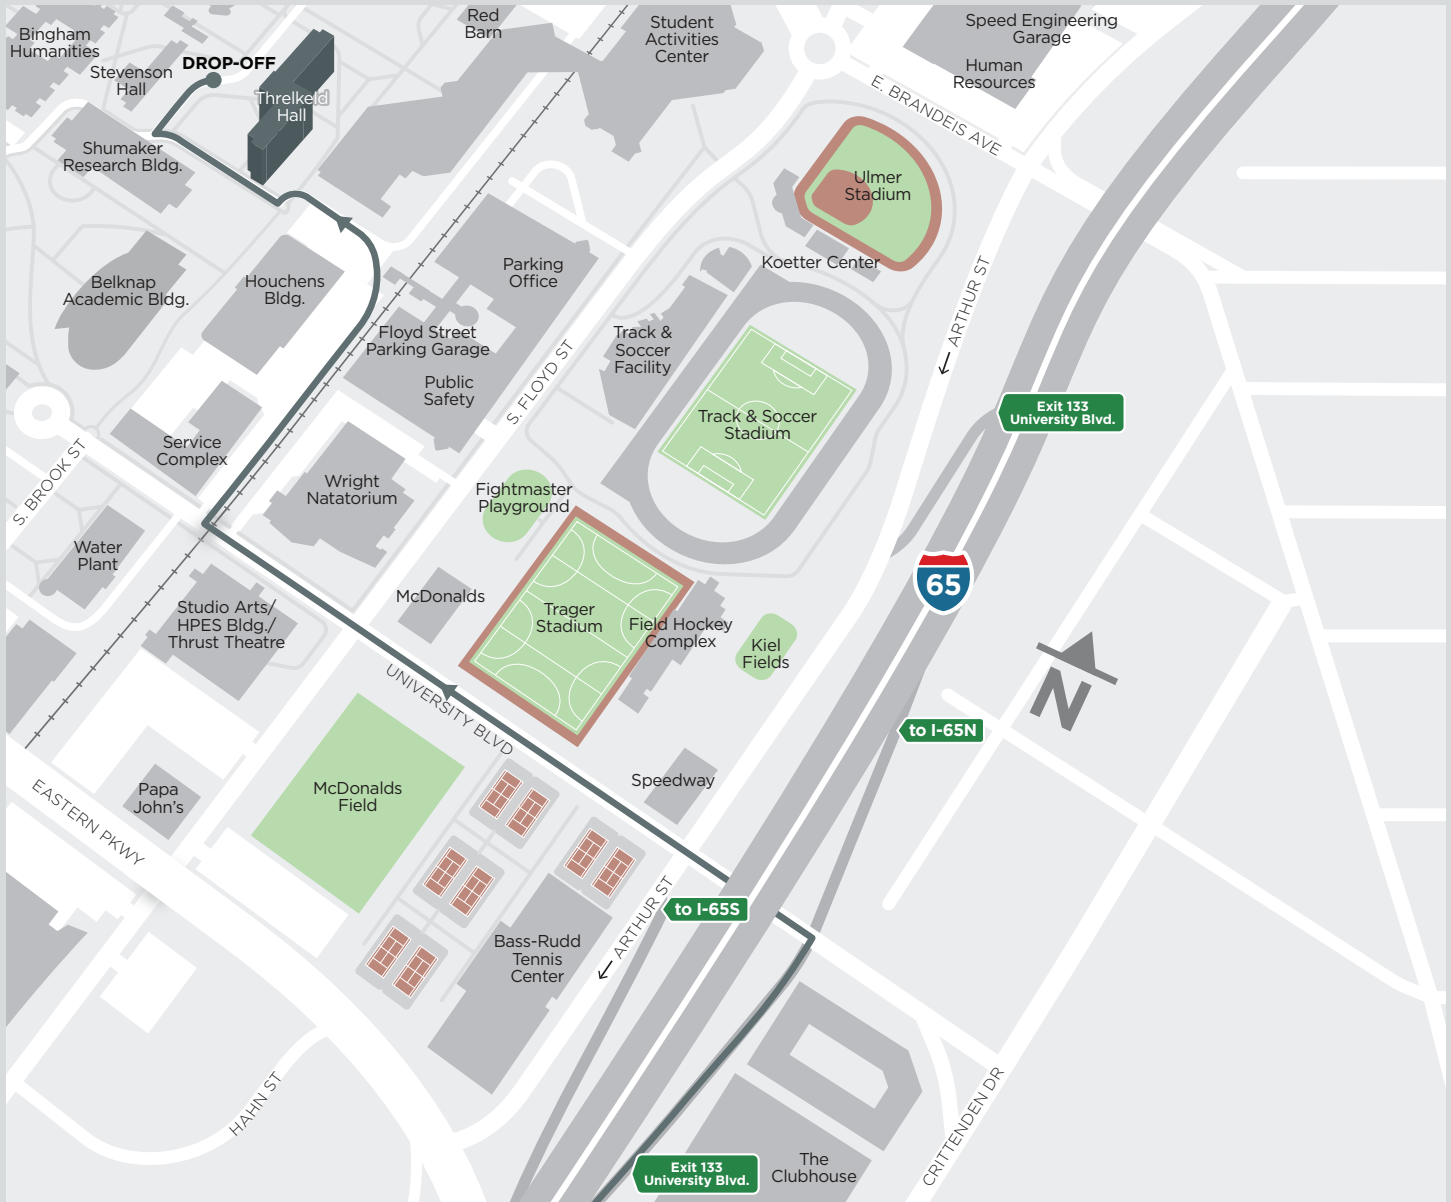 Bingham
Humanities
Stevenson
Hall
DROP-OFF
Threlkeld
Hall
Red
Barn
Student
Activities
Center
Speed Engineering
Garage
Human
Resources
E. BRANDEIS AVE
Shumaker
Research Bldg.
Ulmer
Stadium
Koetter Center
ARTHUR ST
Belknap
Academic Bldg.
Houchens
Bldg.
Parking
Office
Floyd Street
Parking Garage
Public
Safety
S. FLOYD ST
Track &
Soccer
Facility
Track & Soccer
Stadium
Exit 133
University Blvd.
S. BROOK ST
Service
Complex
Wright
Natatorium
Fightmaster
Playground
Water
Plant
65
McDonalds
Studio Arts/
HPES Bldg./
Thrust Theatre
Trager
Stadium
Field Hockey
Complex
Kiel
Fields
N
UNIVERSITY BLVD
to I-65N
Speedway
Papa
John's
McDonalds
Field
EASTERN PKWY
to I-65S
ARTHUR ST
Bass-Rudd
Tennis
Center
HAHN ST
CRITTENDEN DR
Exit 133
University Blvd.
The
Clubhouse